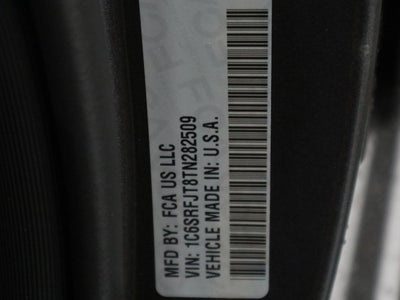 MFD BY: FCA US LLC
VIN: 1C6SRFJT8TN282509
VEHICLE MADE IN: U.S.A.